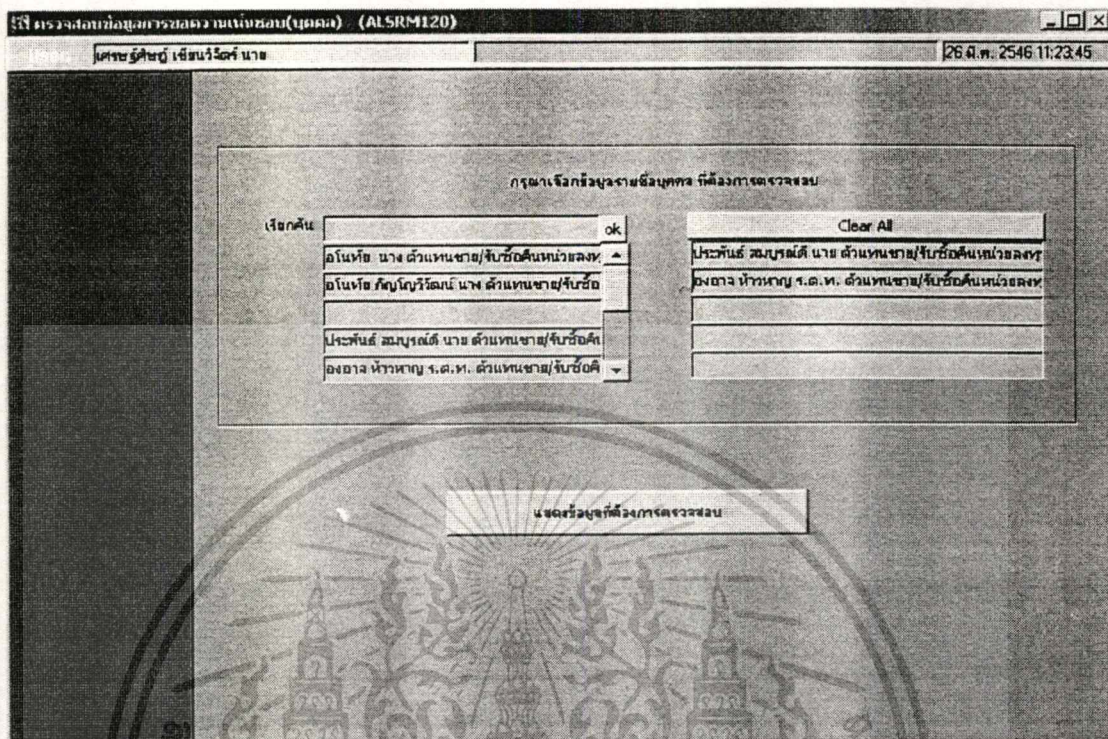 ตรวจสอบข้อมูลการขอความเห็นชอบ(บุคคล) (ALSRM120)
เศรษฐ์ศิษฏ์ เขียนวิวัตร์ นาย
26 มี.ค. 2546 11:23:45
กรุณาเลือกข้อมูลรายชื่อบุคคล ที่ต้องการตรวจสอบ
เรียกค้น
ok
Clear All
อโนทัย นาง ตัวแทนขาย/รับซื้อคืนหน่วยลงท
ประพันธ์ สมบูรณ์ดี นาย ตัวแทนขาย/รับซื้อคืนหน่วยลงทุ
อโนทัย ภิญโญวิวัฒน์ นาง ตัวแทนขาย/รับซื้อ
องอาจ ห้าวหาญ ร.ต.ท. ตัวแทนขาย/รับซื้อคืนหน่วยลงท
ประพันธ์ สมบูรณ์ดี นาย ตัวแทนขาย/รับซื้อคื
องอาจ ห้าวหาญ ร.ต.ท. ตัวแทนขาย/รับซื้อคื
แสดงข้อมูลที่ต้องการตรวจสอบ